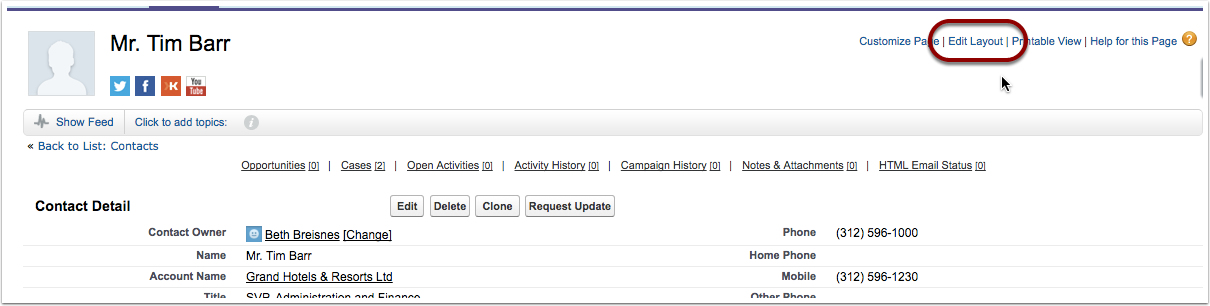 Mr. Tim Barr
Customize Page | Edit Layout | Printable View | Help for this Page ?
You Tube
Show Feed Click to add topics: i
« Back to List: Contacts
Opportunities [0] | Cases [2] | Open Activities [0] | Activity History [0] | Campaign History [0] | Notes & Attachments [0] | HTML Email Status [0]
Contact Detail Edit Delete Clone Request Update
Contact Owner Beth Breisnes [Change] Phone (312) 596-1000
Name Mr. Tim Barr Home Phone
Account Name Grand Hotels & Resorts Ltd Mobile (312) 596-1230
Title SVP, Administration and Finance Other Phone